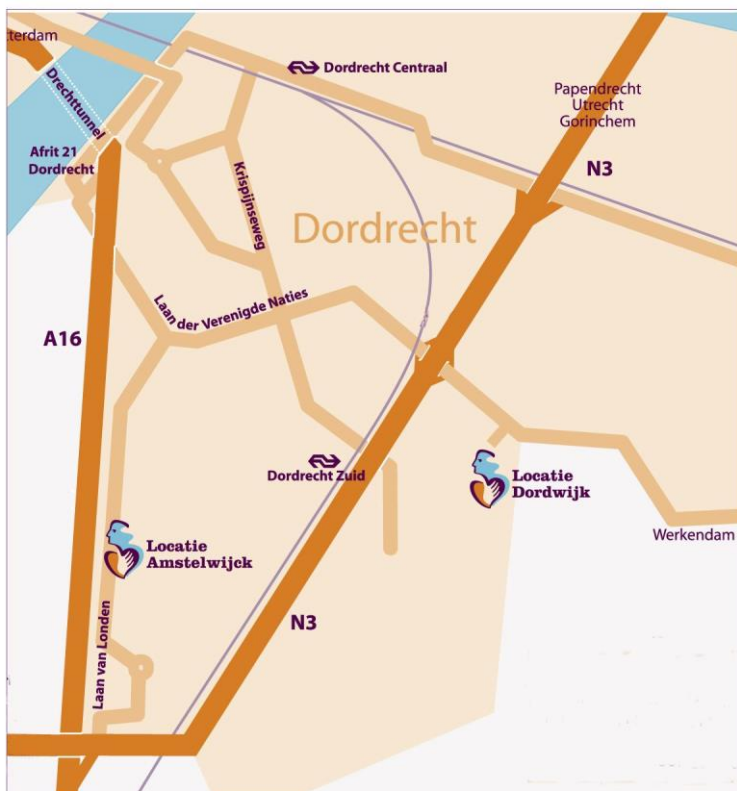 tterdam
Drechttunnel
Dordrecht Centraal
Papendrecht
Utrecht
Gorinchem
Afrit 21
Dordrecht
N3
Krispijnseweg
Dordrecht
Laan der Verenigde Naties
A16
Dordrecht Zuid
Locatie
Dordwijk
Werkendam
Locatie
Amstelwijck
N3
Laan van Londen